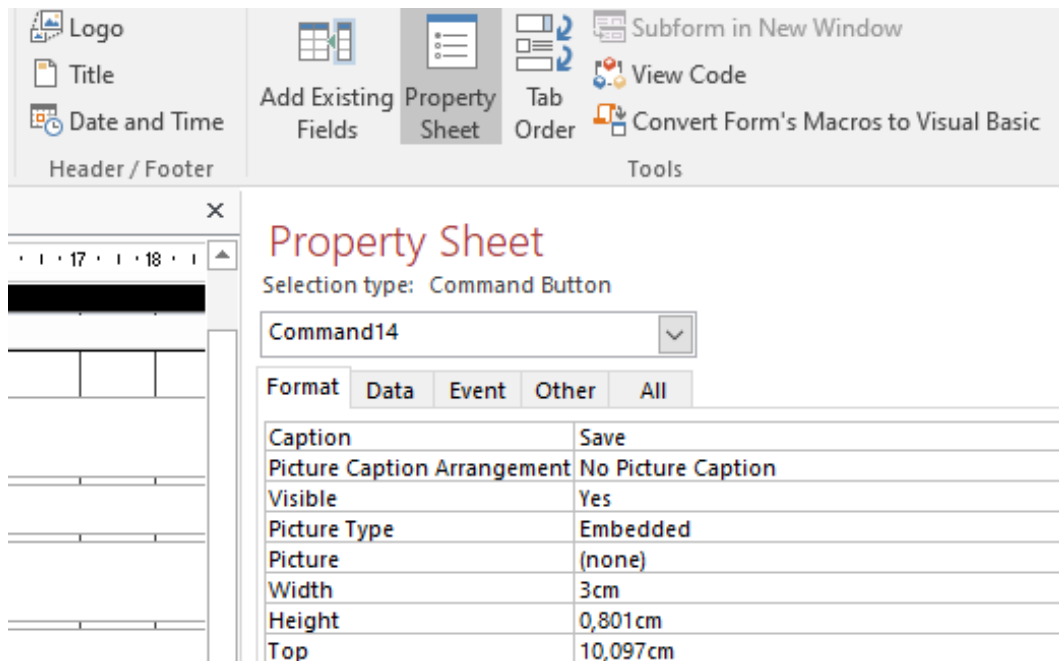 Logo
Title
Date and Time
Header / Footer
Add Existing Fields
Property Sheet
Tab Order
Subform in New Window
View Code
Convert Form's Macros to Visual Basic
Tools
17 18
Property Sheet
Selection type: Command Button
Command14
Format Data Event Other All
Caption Save
Picture Caption Arrangement No Picture Caption
Visible Yes
Picture Type Embedded
Picture (none)
Width 3cm
Height 0,801cm
Top 10,097cm